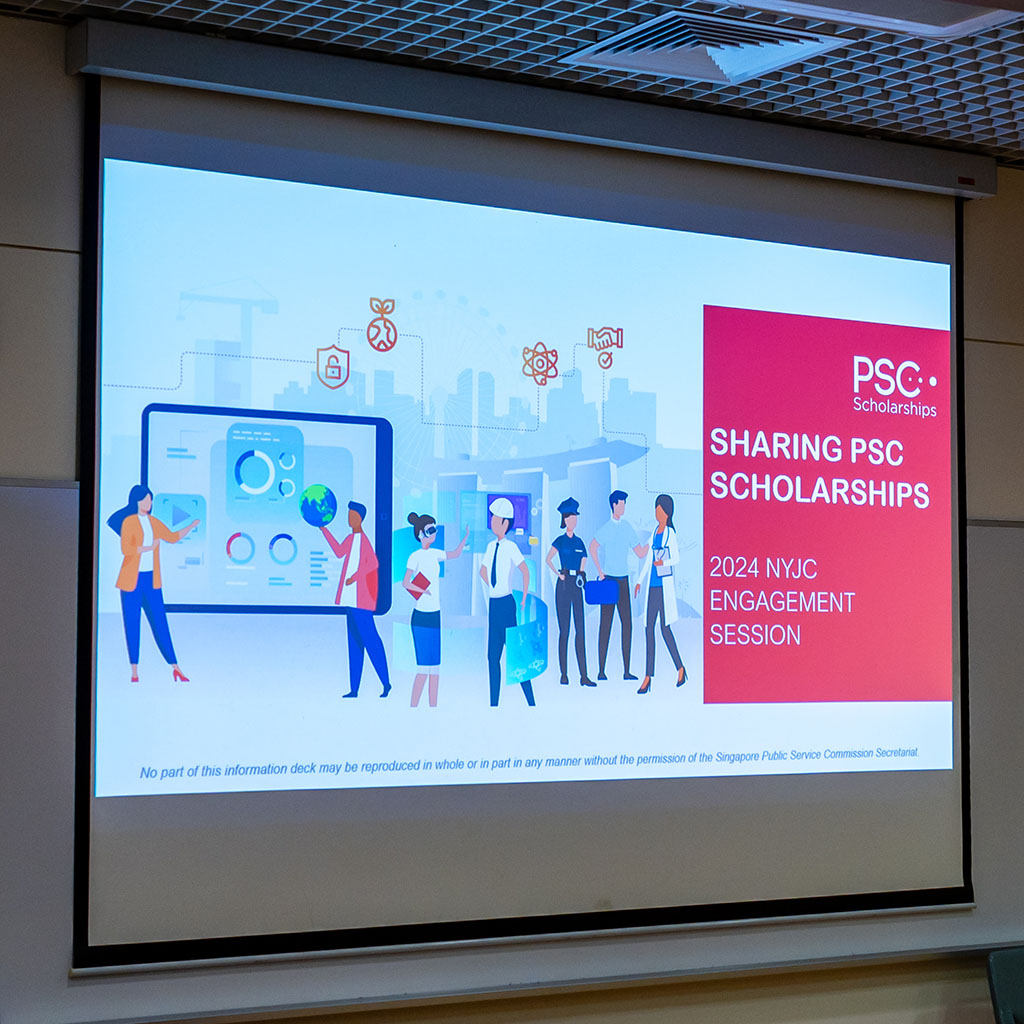 PSC
Scholarships
SHARING PSC
SCHOLARSHIPS
2024 NYJC
ENGAGEMENT
SESSION
No part of this information deck may be reproduced in whole or in part in any manner without the permission of the Singapore Public Service Commission Secretariat.